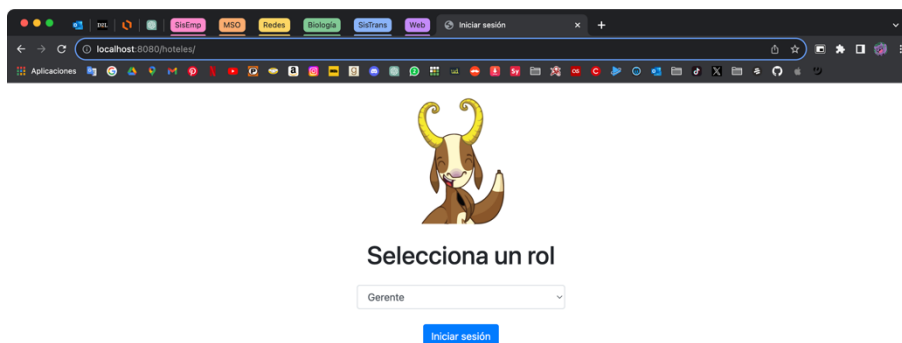 SisEmp MSO Redes Biología SisTrans Web Iniciar sesión
localhost:8080/hoteles/
Aplicaciones
Selecciona un rol
Gerente
Iniciar sesión